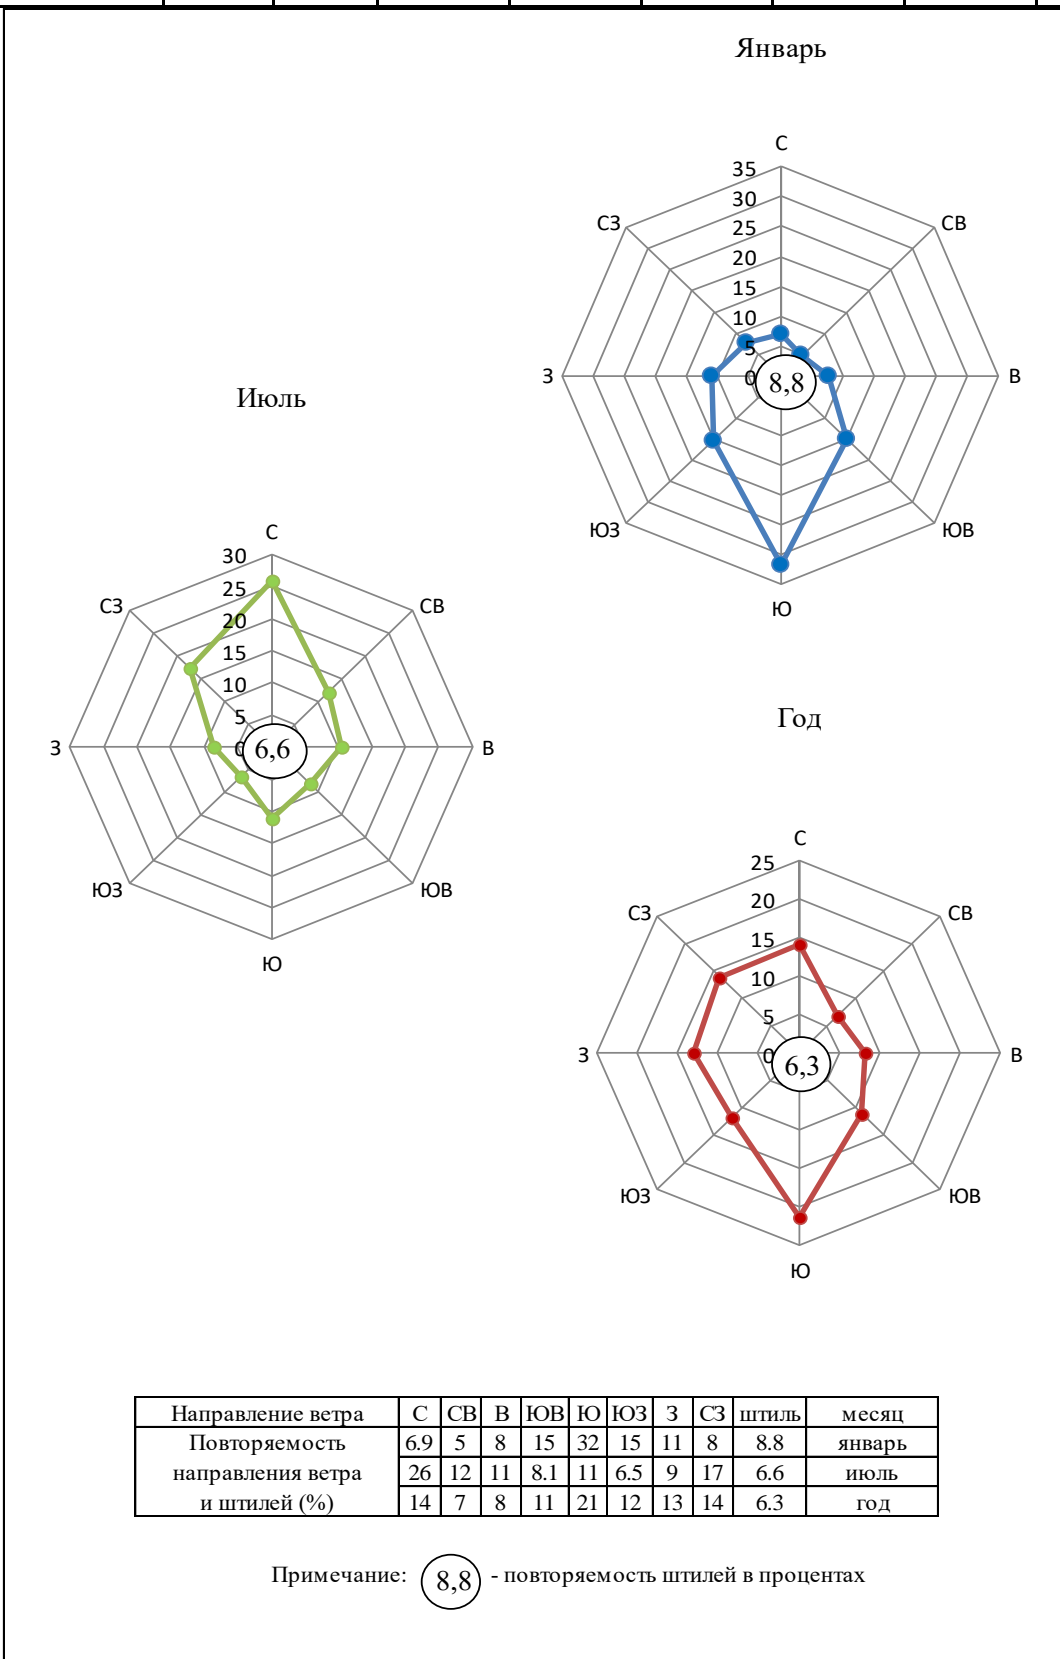 Январь
С
35
30
25
20
15
10
5
0
СЗ
СВ
З
В
8,8
ЮЗ
ЮВ
Ю
Июль
С
30
25
20
15
10
5
0
СЗ
СВ
З
В
6,6
ЮЗ
ЮВ
Ю
Год
С
25
20
15
10
5
0
СЗ
СВ
З
В
6,3
ЮЗ
ЮВ
Ю
Направление ветра С СВ В ЮВ Ю ЮЗ З СЗ штиль месяц
Повторяемость 6.9 5 8 15 32 15 11 8 8.8 январь
направления ветра 26 12 11 8.1 11 6.5 9 17 6.6 июль
и штилей (%) 14 7 8 11 21 12 13 14 6.3 год
Примечание: 8,8 - повторяемость штилей в процентах